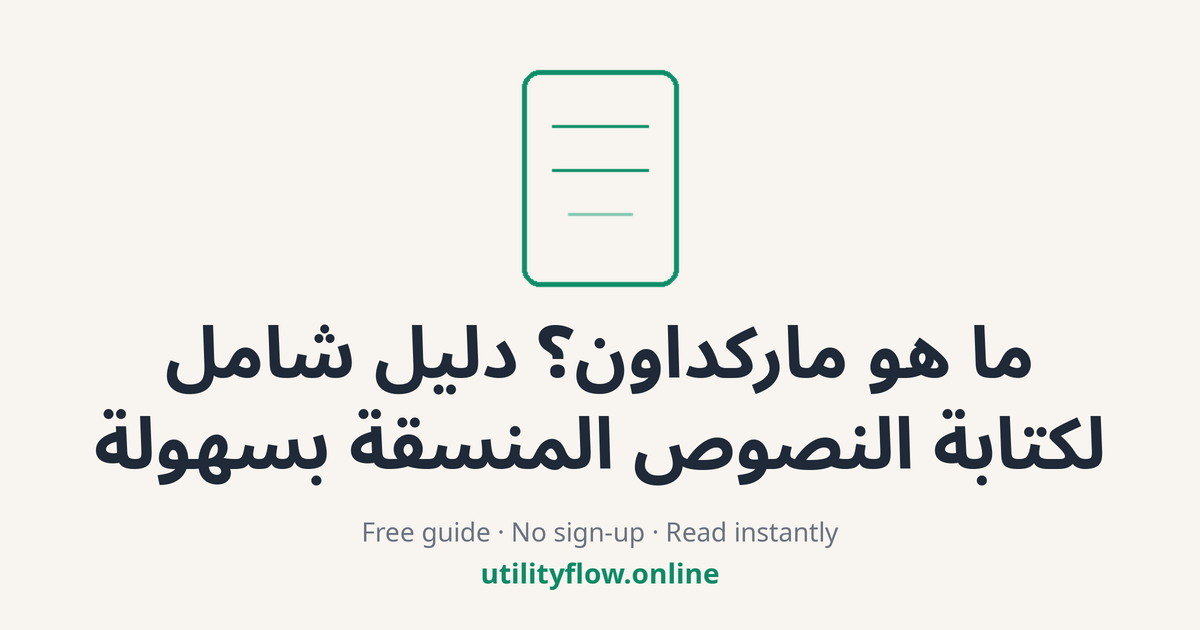 ما هو ماركداون؟ دليل شامل
لكتابة النصوص المنسقة بسهولة
Free guide · No sign-up · Read instantly
utilityflow.online